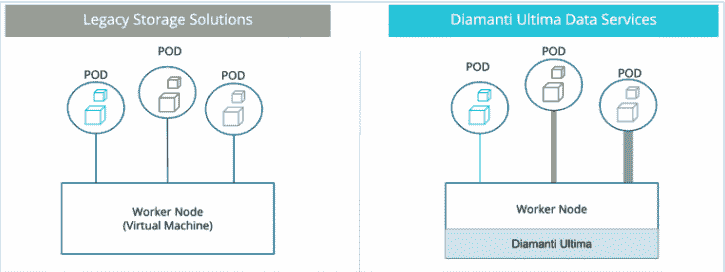 Legacy Storage Solutions
POD
POD
POD
Worker Node
(Virtual Machine)
Diamanti Ultima Data Services
POD
POD
POD
Worker Node
Diamanti Ultima